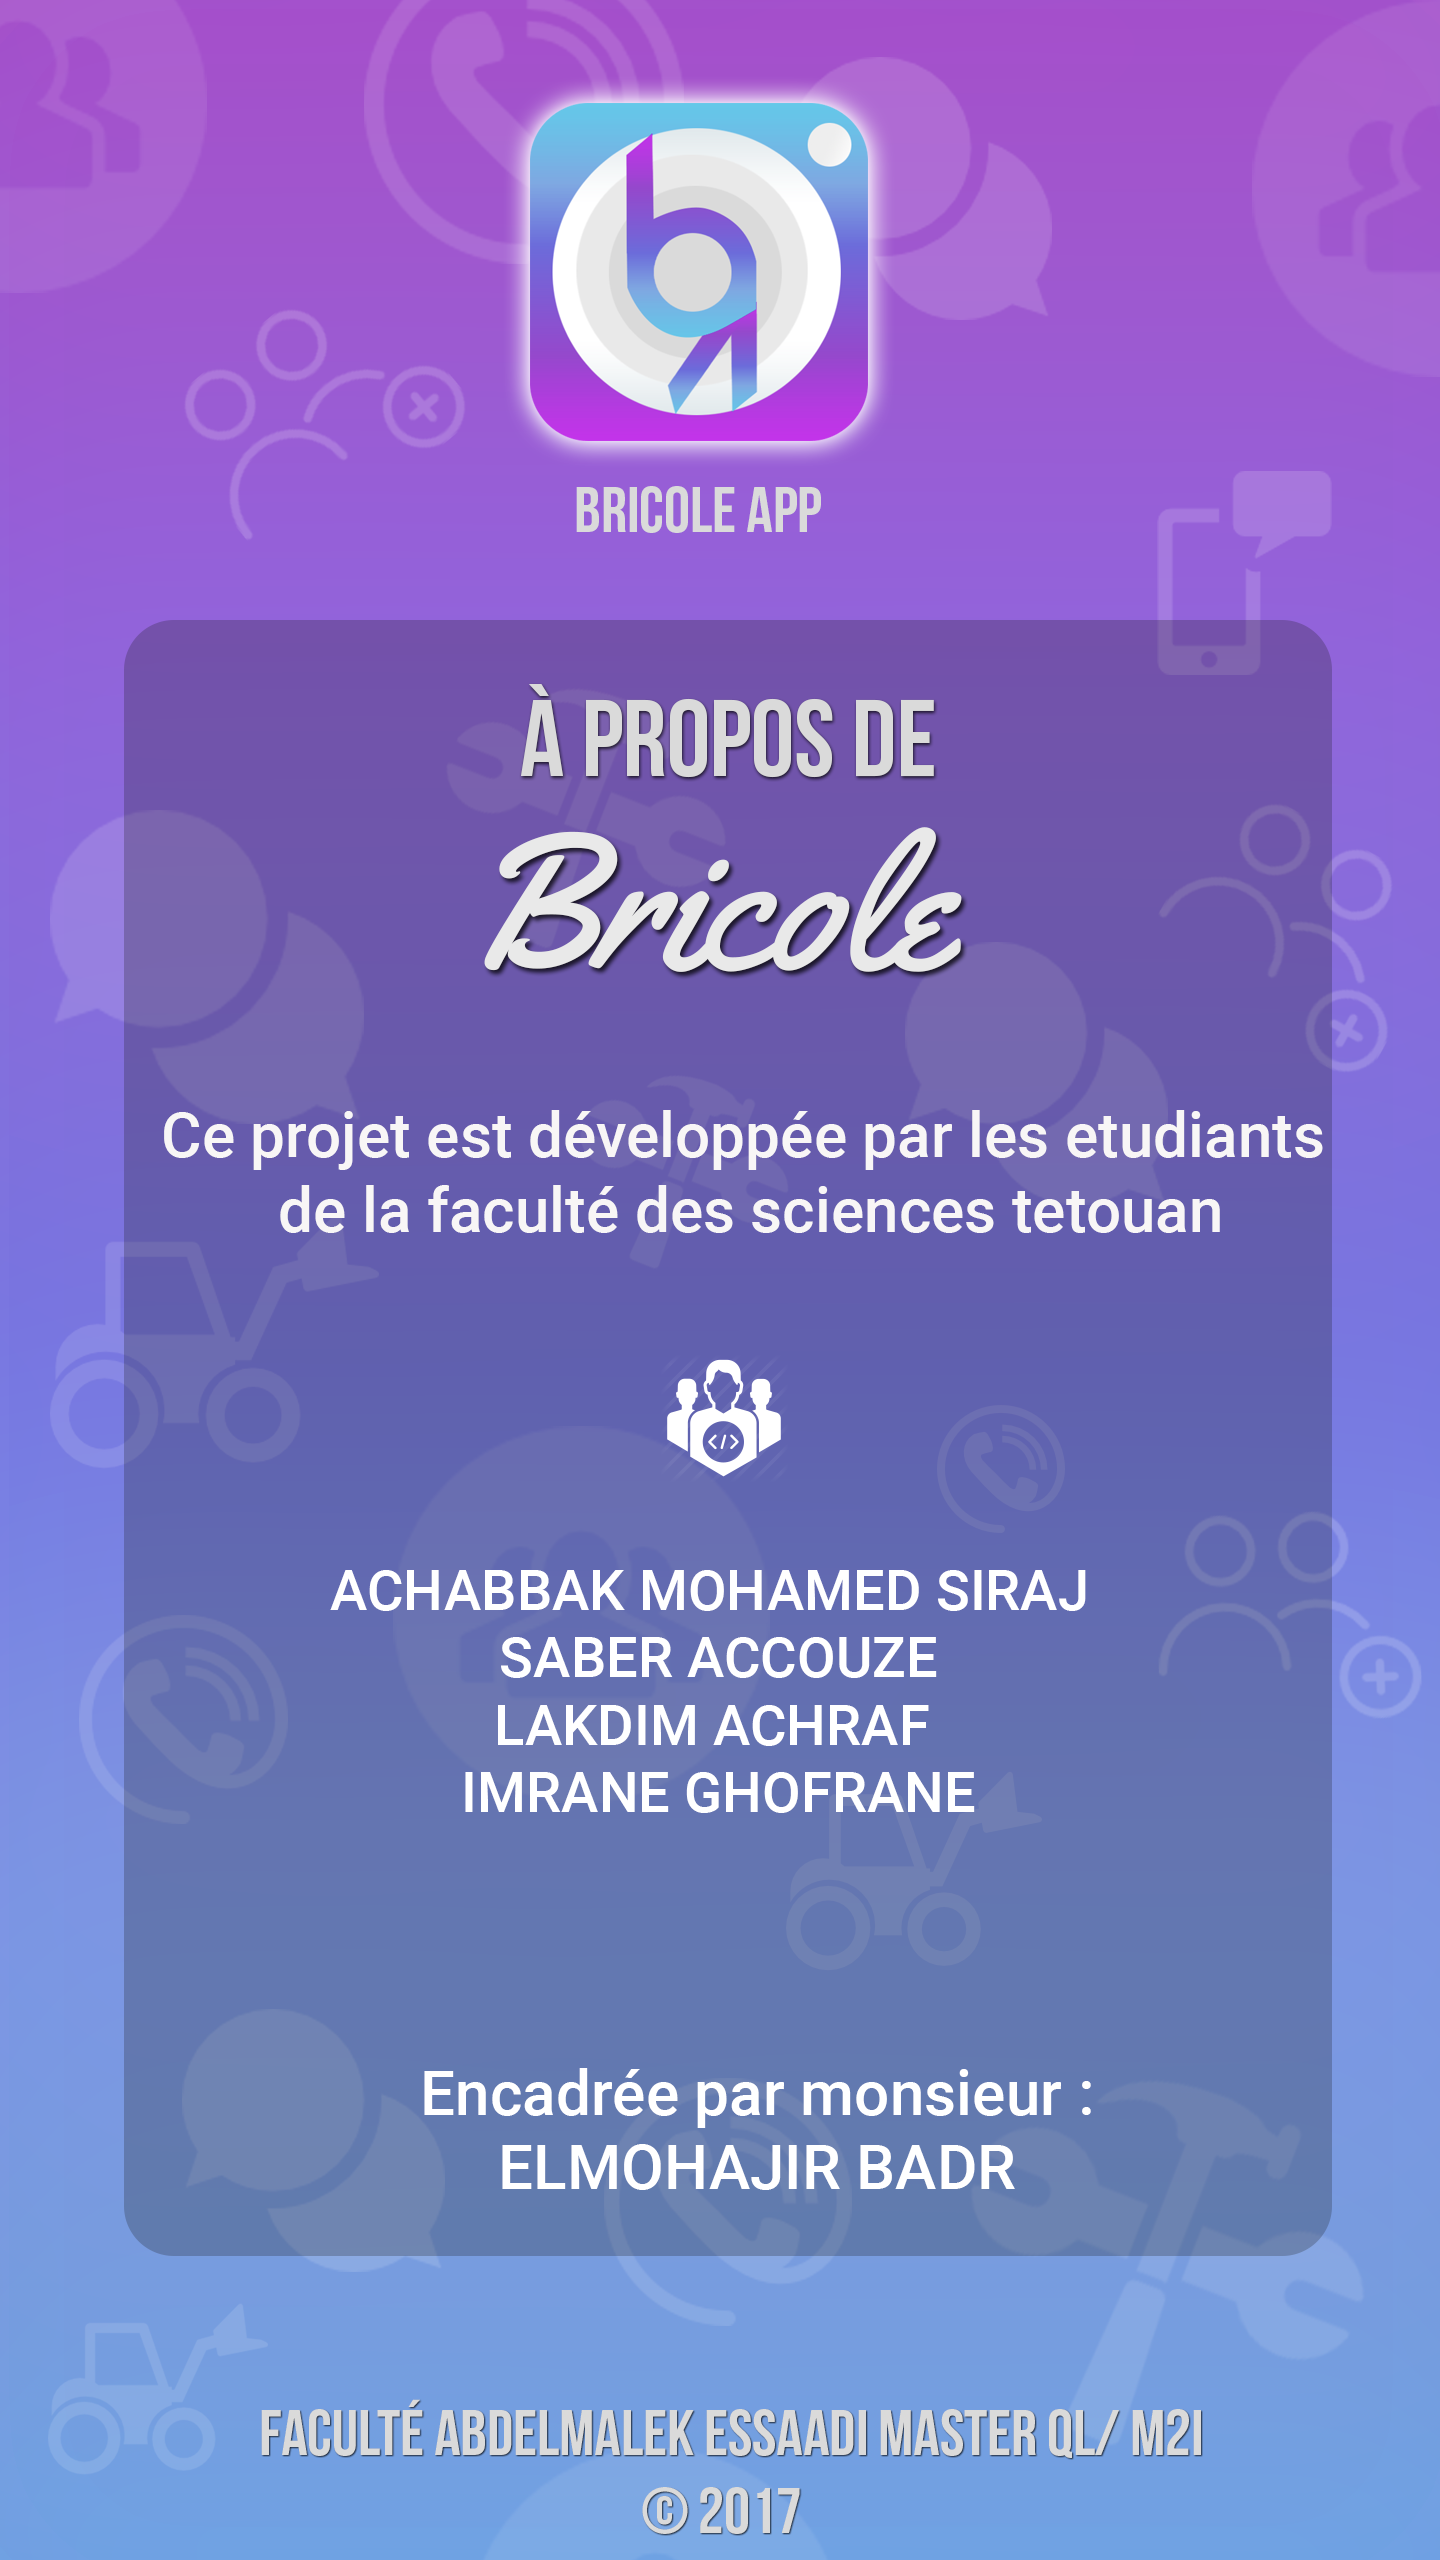 BRICOLE APP
À PROPOS DE
Bricole
Ce projet est développée par les etudiants
de la faculté des sciences tetouan
</>
ACHABBAK MOHAMED SIRAJ
SABER ACCOUZE
LAKDIM ACHRAF
IMRANE GHOFRANE
Encadrée par monsieur :
ELMOHAJIR BADR
FACULTÉ ABDELMALEK ESSAADI MASTER QL/ M2I
© 2017